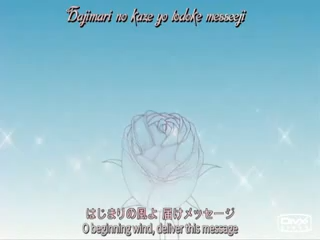 Hajimari no kaze yo todoke messeeji
はじまりの風よ 届けメッセージ
O beginning wind, deliver this message